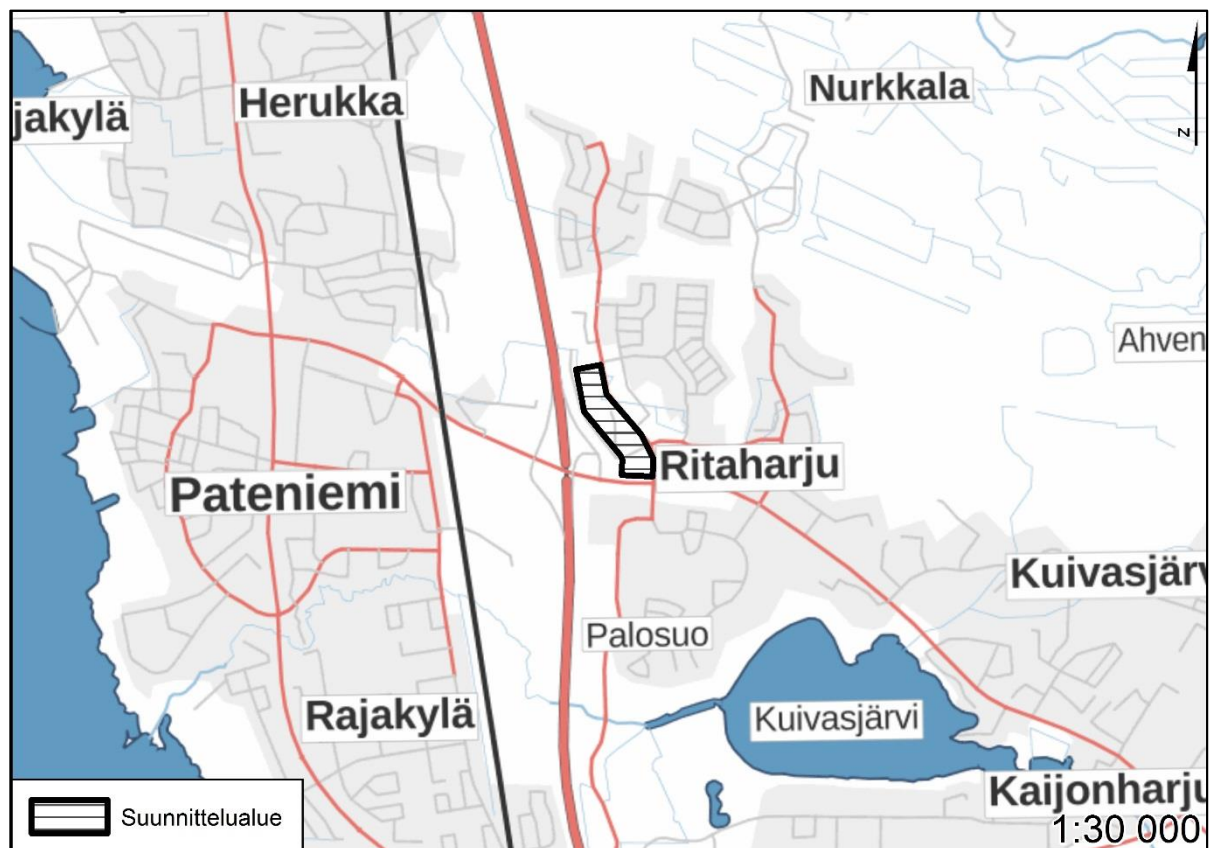 Nurkkala
Herukka
jakylä
N
Ahven
Ritaharju
Pateniemi
Kuivasjärv
Palosuo
Rajakylä
Kuivasjärvi
Kaijonharju
Suunnittelualue
1:30 000